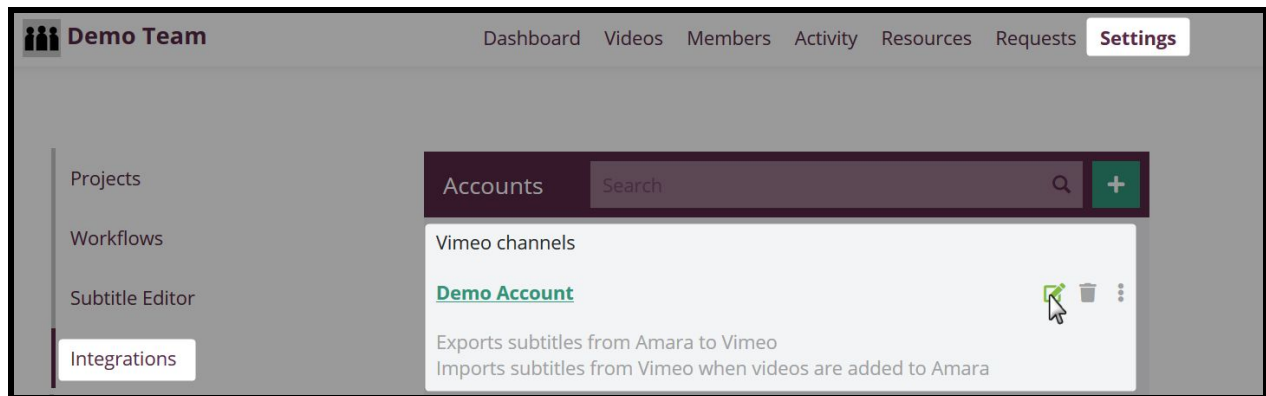 Demo Team
Dashboard Videos Members Activity Resources Requests Settings
Projects
Workflows
Subtitle Editor
Integrations
Accounts
Search
Vimeo channels
Demo Account
Exports subtitles from Amara to Vimeo
Imports subtitles from Vimeo when videos are added to Amara